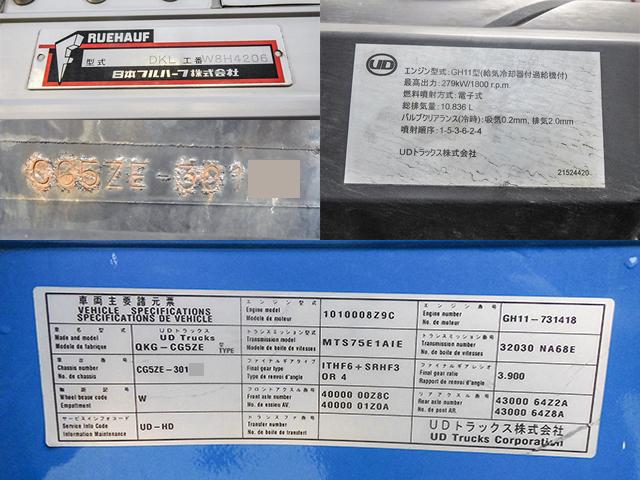 RUEHAUF
型式 DKL 工番 W8H4206
日本フルハーフ株式会社
CG5ZE-30
UD
エンジン型式:GH11型(給気冷却器付過給機付)
最高出力:279kW/1800 r.p.m.
燃料噴射方式:電子式
総排気量:10.836L
バルブクリアランス(冷時):吸気0.2mm, 排気2.0mm
噴射順序:1-5-3-6-2-4
UDトラックス株式会社
21524420
車両主要諸元票
VEHICLE SPECIFICATIONS
SPECIFICATIONS DE VEHICLE
車名型式
Made and model
Modele de fabrique
UDトラックス
UD Trucks
QKG-CG5ZE 型 TYPE
車台番号
Chassis number
No. de chassis
CG5ZE-301
軸距記号
Wheel bease code
Empattment
W
サービスインフォコード
Service info Code
Information Maintenance
UD-HD
エンジン型式
Engine model
Modele de moteur
1010008Z9C
トランスミッション型式
Transmission model
Modele de boite de vitesses
MTS75E1AIE
ファイナルギアタイプ
Final gear type
Type de renvoi d'angle
ITHF6+SRHF3
OR 4
フロントアクスル番号
Front axle number
No. de essieu AV.
40000 00Z8C
40000 01Z0A
トランスファ番号
Transfer number
No. de boite de transfert
エンジン番号
Engine number
No. de moteur
GH11-731418
トランスミッション番号
Transmission number
No. de boite de vitesses
32030 NA68E
ファイナルギアレシオ
Final gear ratio
Rapport de renvoi d'angle
3.900
リアアクスル番号
Rear axle number
No. de post AR.
43000 64Z2A
43000 64Z8A
UDトラックス株式会社
UD Trucks Corporation